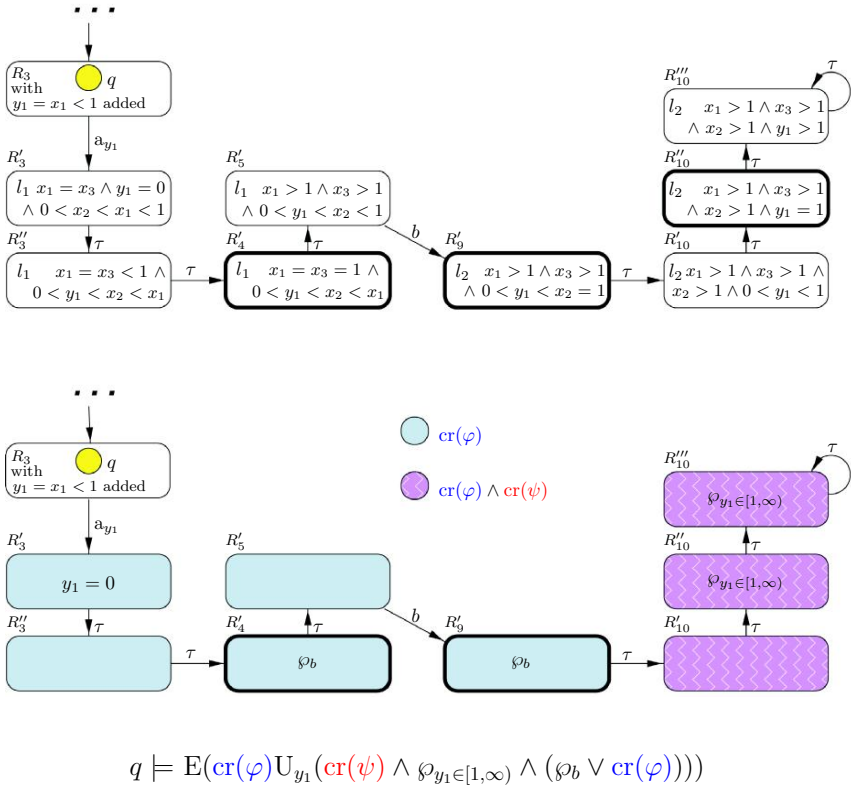 ...
R₃ q
with
y₁ = x₁ < 1 added
a_{y₁}
R′₃
l₁ x₁ = x₃ ∧ y₁ = 0
∧ 0 < x₂ < x₁ < 1
τ
R″₃
l₁ x₁ = x₃ < 1 ∧
0 < y₁ < x₂ < x₁
τ
R′₅
l₁ x₁ > 1 ∧ x₃ > 1
∧ 0 < y₁ < x₂ < 1
τ
R′₄
l₁ x₁ = x₃ = 1 ∧
0 < y₁ < x₂ < x₁
b
R′₉
l₂ x₁ > 1 ∧ x₃ > 1
∧ 0 < y₁ < x₂ = 1
τ
R‴₁₀
τ
l₂ x₁ > 1 ∧ x₃ > 1
∧ x₂ > 1 ∧ y₁ > 1
τ
R″₁₀
l₂ x₁ > 1 ∧ x₃ > 1
∧ x₂ > 1 ∧ y₁ = 1
τ
R′₁₀
l₂ x₁ > 1 ∧ x₃ > 1 ∧
x₂ > 1 ∧ 0 < y₁ < 1
...
R₃ q
with
y₁ = x₁ < 1 added
a_{y₁}
R′₃
y₁ = 0
τ
R″₃
τ
R′₅
τ
R′₄
℘_b
b
R′₉
℘_b
τ
cr(φ)
cr(φ) ∧ cr(ψ)
R‴₁₀
τ
℘_{y₁∈[1,∞)}
τ
R″₁₀
℘_{y₁∈[1,∞)}
τ
R′₁₀
q ⊨ E(cr(φ)U_{y₁}(cr(ψ) ∧ ℘_{y₁∈[1,∞)} ∧ (℘_b ∨ cr(φ))))